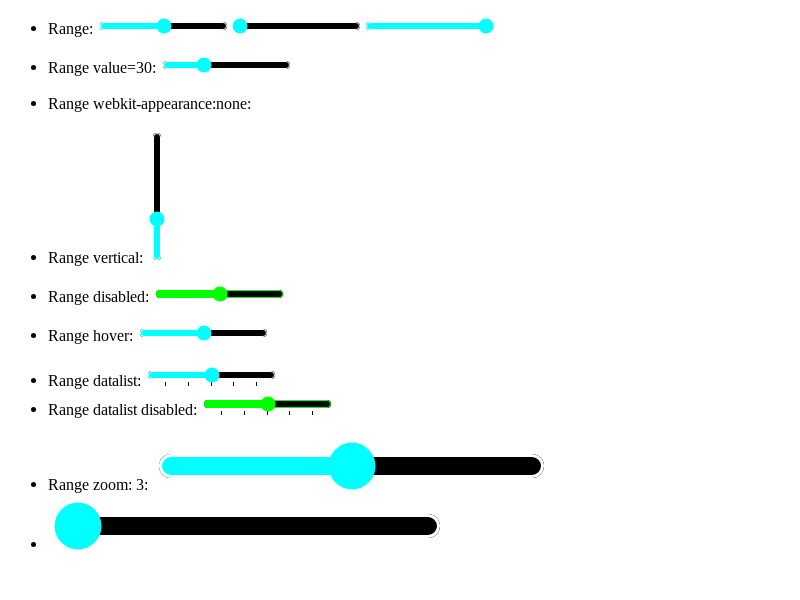 Range:
Range value=30:
Range webkit-appearance:none:
Range vertical:
Range disabled:
Range hover:
Range datalist:
Range datalist disabled:
Range zoom: 3: